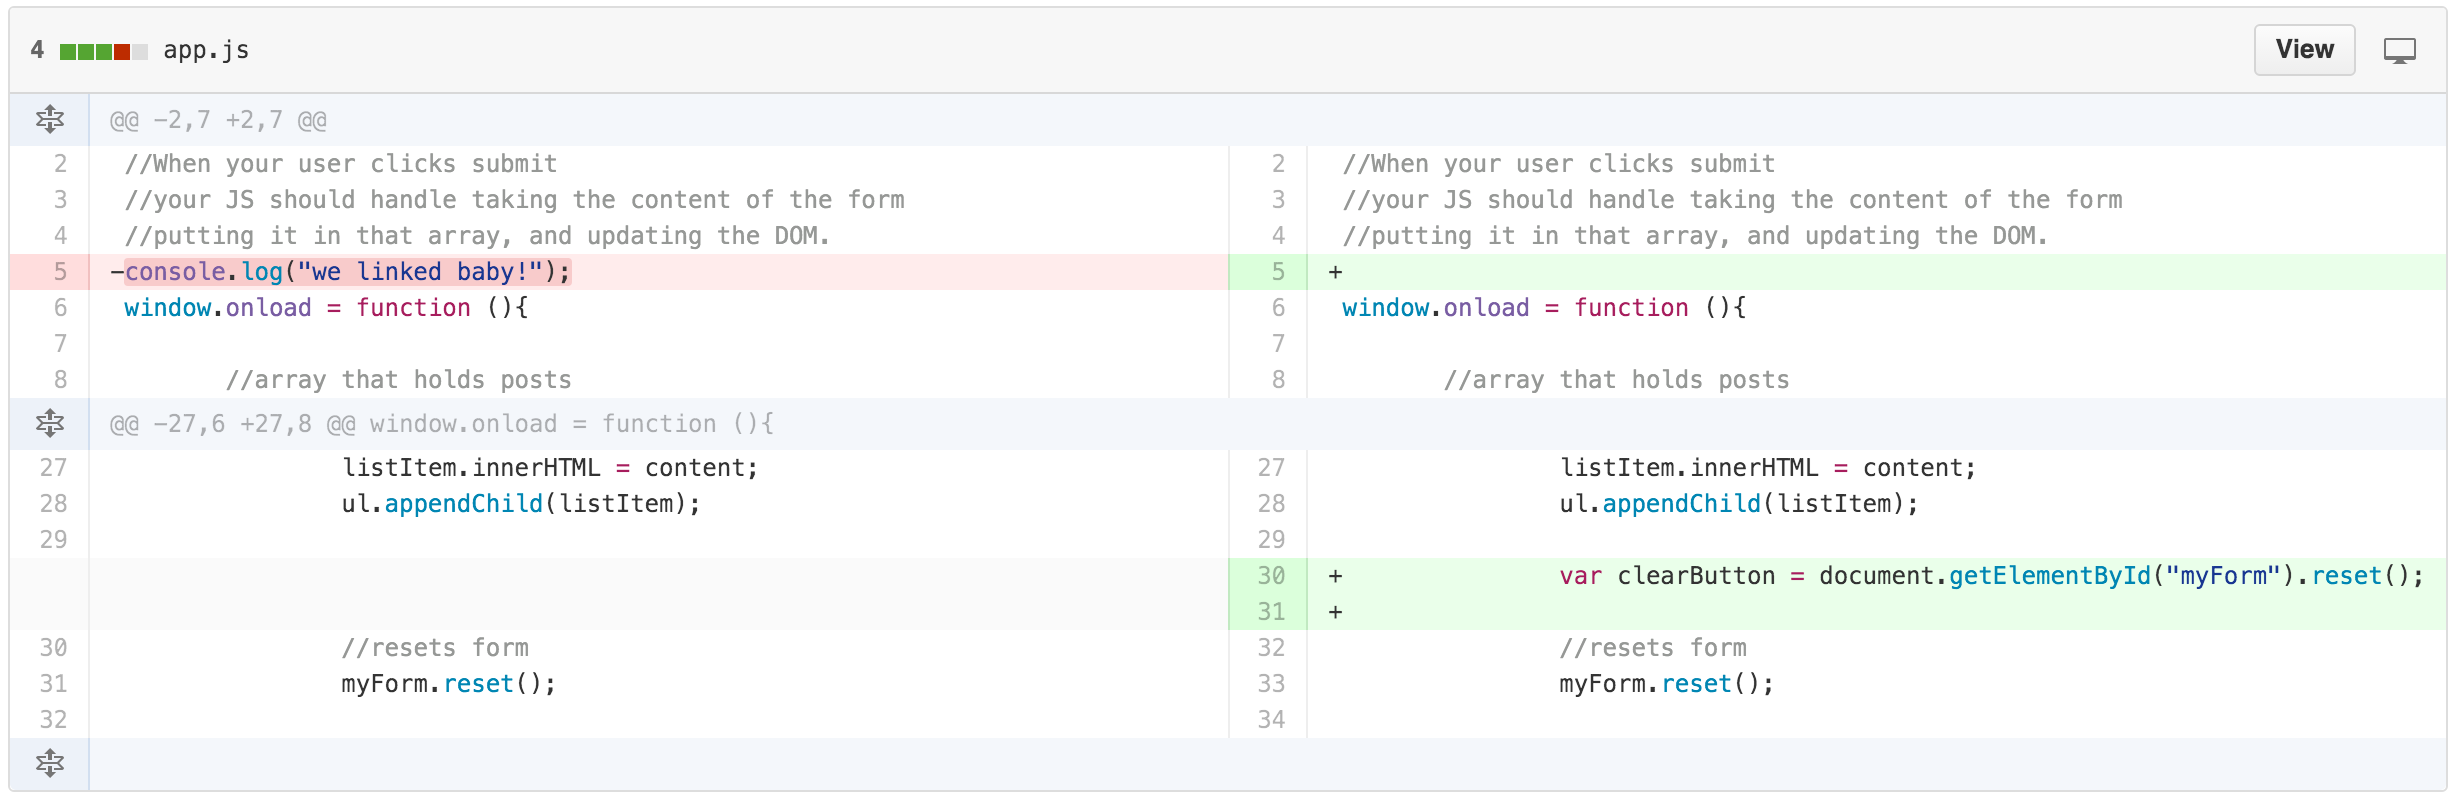 4 app.js View
@@ -2,7 +2,7 @@
2 //When your user clicks submit
3 //your JS should handle taking the content of the form
4 //putting it in that array, and updating the DOM.
5 -console.log("we linked baby!");
6 window.onload = function (){
7
8 //array that holds posts
@@ -27,6 +27,8 @@ window.onload = function (){
27 listItem.innerHTML = content;
28 ul.appendChild(listItem);
29
30 //resets form
31 myForm.reset();
32
2 //When your user clicks submit
3 //your JS should handle taking the content of the form
4 //putting it in that array, and updating the DOM.
5 +
6 window.onload = function (){
7
8 //array that holds posts
27 listItem.innerHTML = content;
28 ul.appendChild(listItem);
29
30 + var clearButton = document.getElementById("myForm").reset();
31 +
32 //resets form
33 myForm.reset();
34